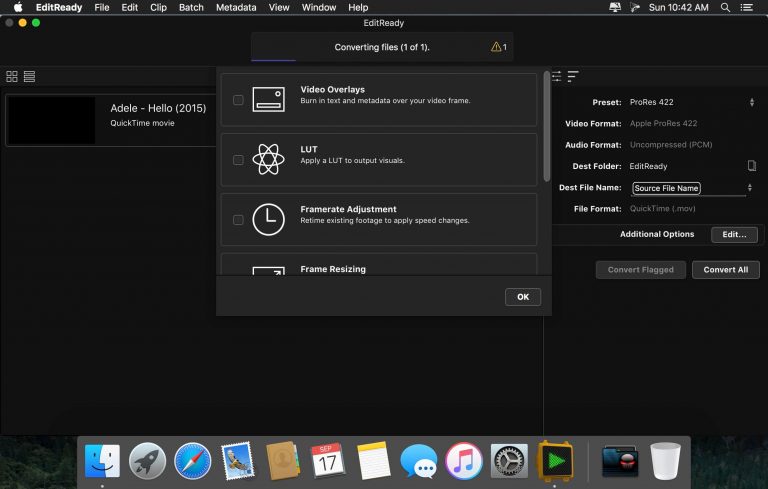 EditReady File Edit Clip Batch Metadata View Window Help Sun 10:42 AM
EditReady
Converting files (1 of 1). 1
Adele - Hello (2015)
QuickTime movie
Video Overlays
Burn in text and metadata over your video frame.
LUT
Apply a LUT to output visuals.
Framerate Adjustment
Retime existing footage to apply speed changes.
Frame Resizing
OK
Preset: ProRes 422
Video Format: Apple ProRes 422
Audio Format: Uncompressed (PCM)
Dest Folder: EditReady
Dest File Name: Source File Name
File Format: QuickTime (.mov)
Additional Options Edit...
Convert Flagged Convert All
SEP
17